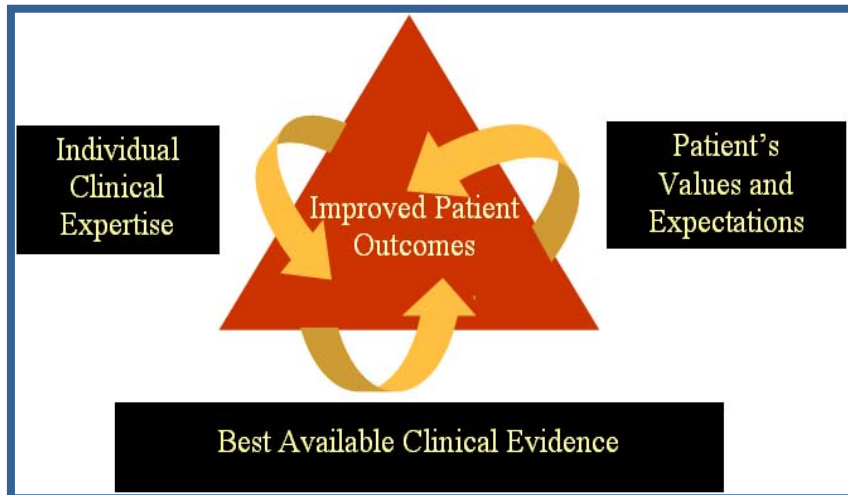 Individual
Clinical
Expertise
Patient's
Values and
Expectations
Improved Patient
Outcomes
Best Available Clinical Evidence